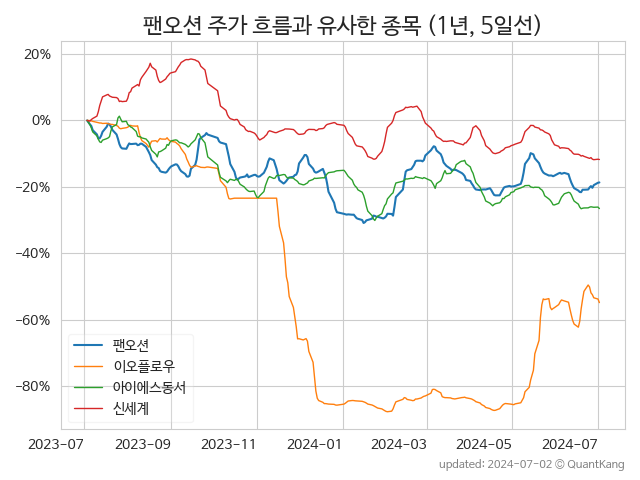 팬오션 주가 흐름과 유사한 종목 (1년, 5일선)
20%
0%
−20%
−40%
−60%
−80%
팬오션
이오플로우
아이에스동서
신세계
2023-07 2023-09 2023-11 2024-01 2024-03 2024-05 2024-07
updated: 2024-07-02 © QuantKang